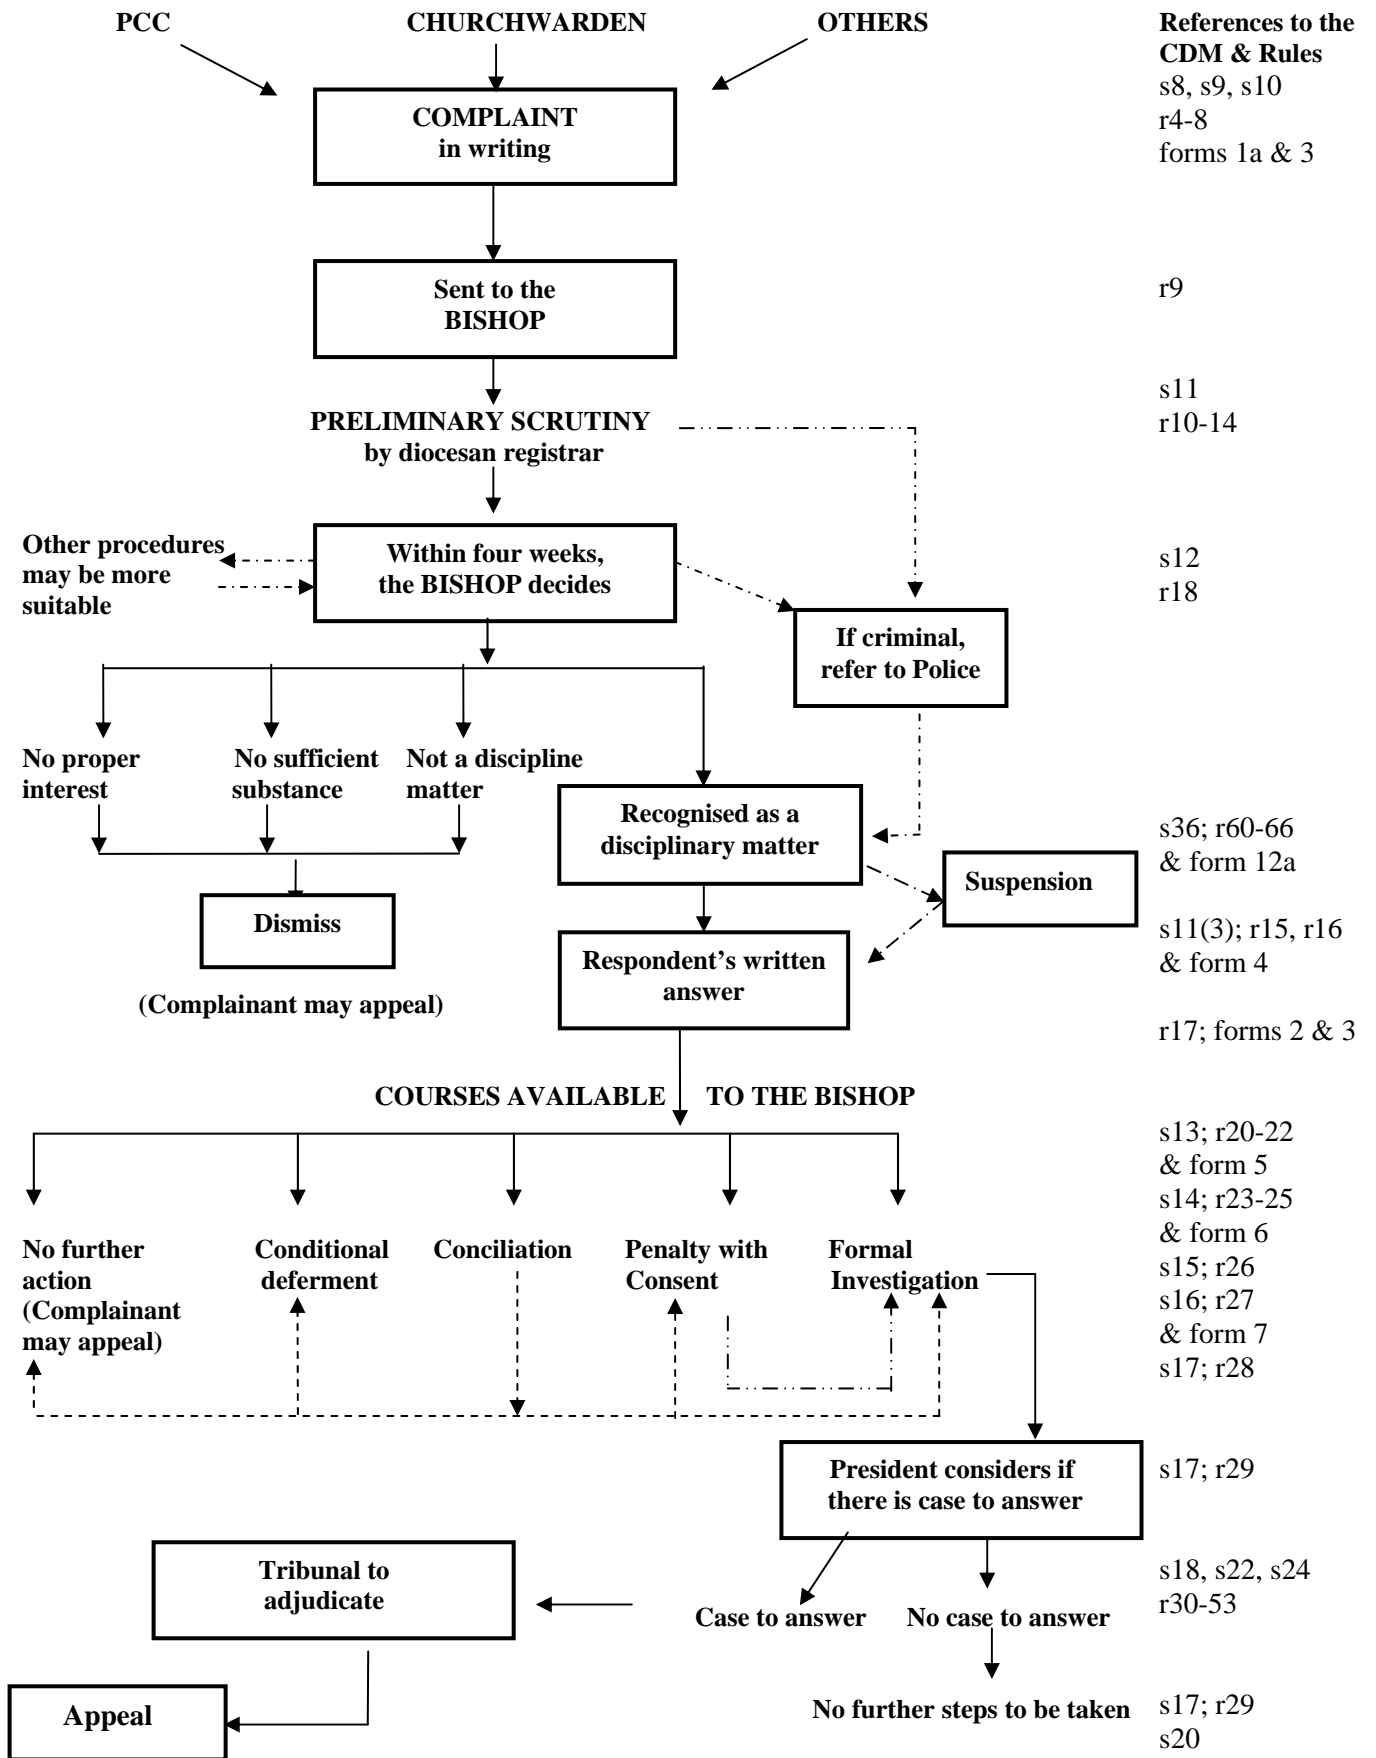 PCC
CHURCHWARDEN
OTHERS
References to the
CDM & Rules
s8, s9, s10
r4-8
forms 1a & 3
COMPLAINT
in writing
Sent to the
BISHOP
r9
PRELIMINARY SCRUTINY
by diocesan registrar
s11
r10-14
Other procedures
may be more
suitable
Within four weeks,
the BISHOP decides
s12
r18
If criminal,
refer to Police
No proper
interest
No sufficient
substance
Not a discipline
matter
Recognised as a
disciplinary matter
s36; r60-66
& form 12a
Suspension
Dismiss
(Complainant may appeal)
Respondent's written
answer
s11(3); r15, r16
& form 4
r17; forms 2 & 3
COURSES AVAILABLE TO THE BISHOP
s13; r20-22
& form 5
s14; r23-25
& form 6
s15; r26
s16; r27
& form 7
s17; r28
No further
action
(Complainant
may appeal)
Conditional
deferment
Conciliation
Penalty with
Consent
Formal
Investigation
President considers if
there is case to answer
s17; r29
Tribunal to
adjudicate
Case to answer
No case to answer
s18, s22, s24
r30-53
Appeal
No further steps to be taken
s17; r29
s20